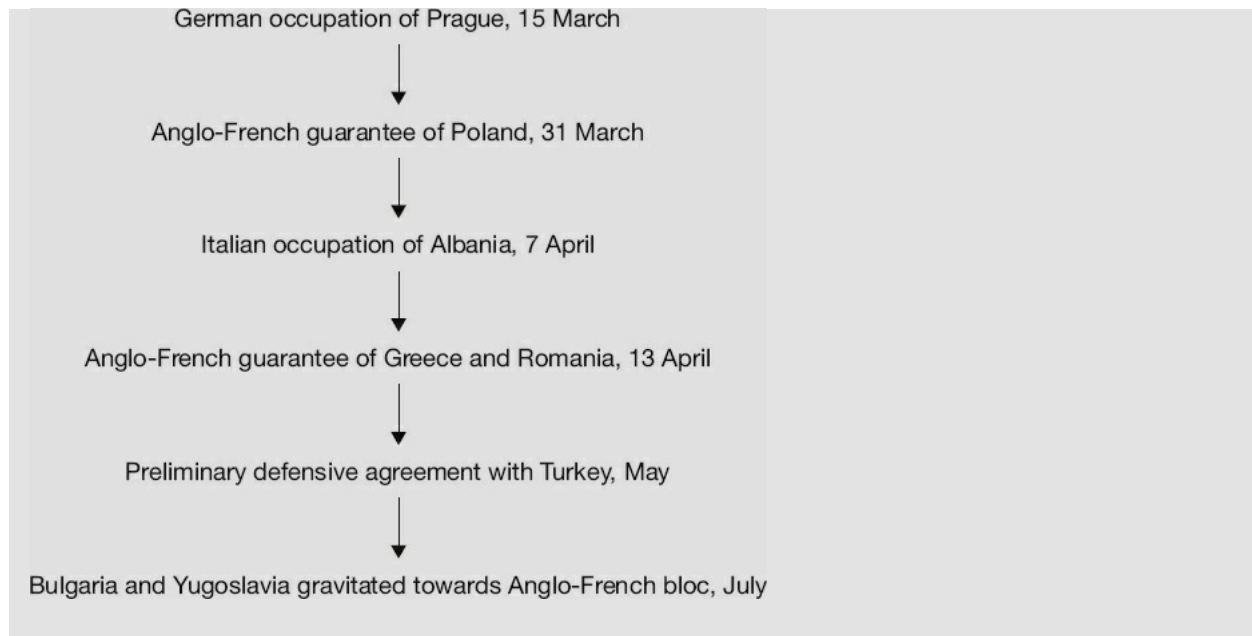 German occupation of Prague, 15 March
Anglo-French guarantee of Poland, 31 March
Italian occupation of Albania, 7 April
Anglo-French guarantee of Greece and Romania, 13 April
Preliminary defensive agreement with Turkey, May
Bulgaria and Yugoslavia gravitated towards Anglo-French bloc, July